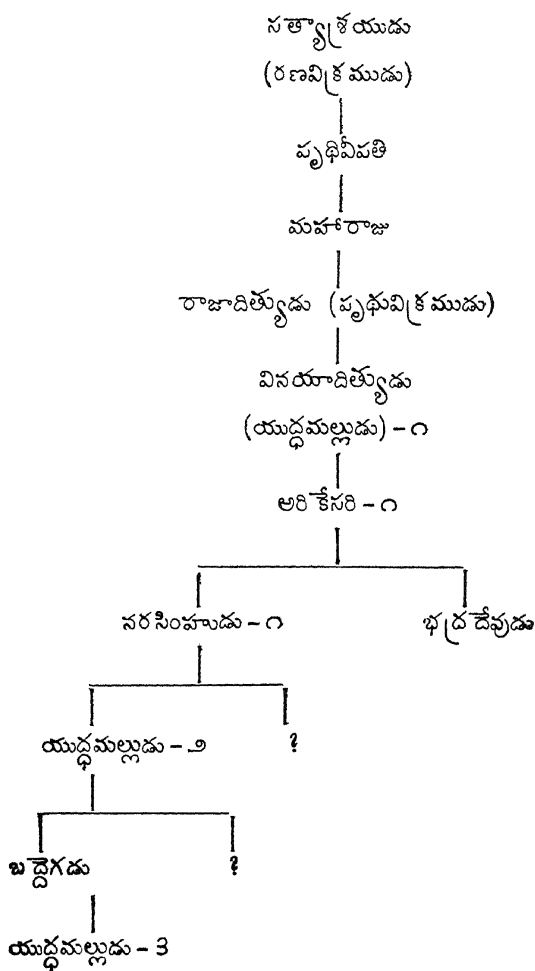 సత్యాశ్రయుడు
(రణవిక్రముడు)
పృథివీపతి
మహారాజు
రాజాదిత్యుడు (పృథువిక్రముడు)
వినయాదిత్యుడు
(యుద్ధమల్లుడు) – ౧
అరికేసరి – ౧
నరసింహుడు – ౧ భద్రదేవుడు
యుద్ధమల్లుడు – ౨ ?
బద్దెగడు ?
యుద్ధమల్లుడు – 3